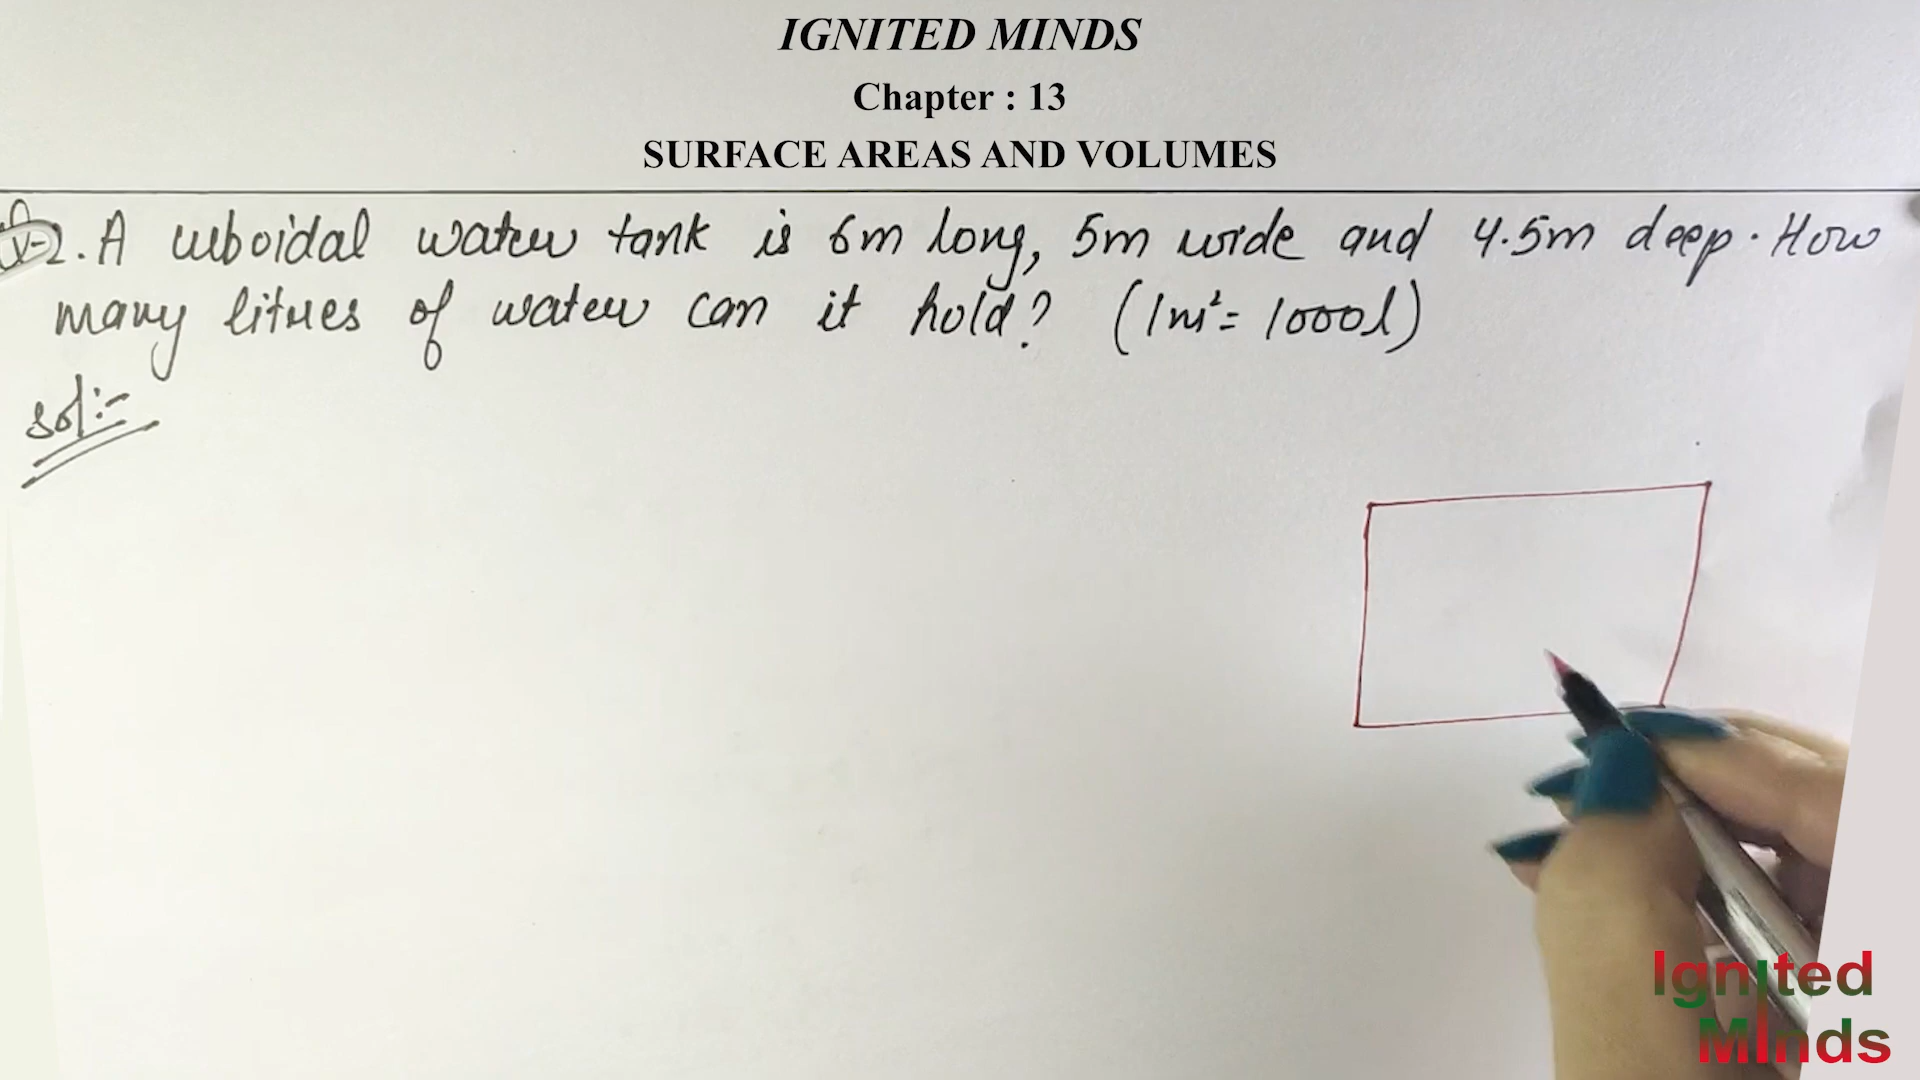 IGNITED MINDS
Chapter : 13
SURFACE AREAS AND VOLUMES
2. A cuboidal water tank is 6m long, 5m wide and 4.5m deep. How
many litres of water can it hold? (1m²= 1000l)
Sol:-
Ignited
Minds